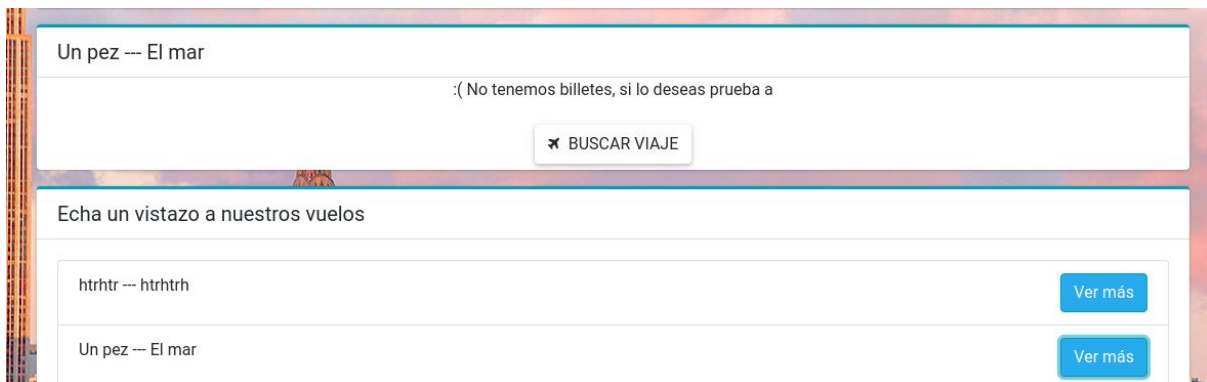 Un pez --- El mar
:( No tenemos billetes, si lo deseas prueba a
BUSCAR VIAJE
Echa un vistazo a nuestros vuelos
htrhtr --- htrhtrh
Ver más
Un pez --- El mar
Ver más